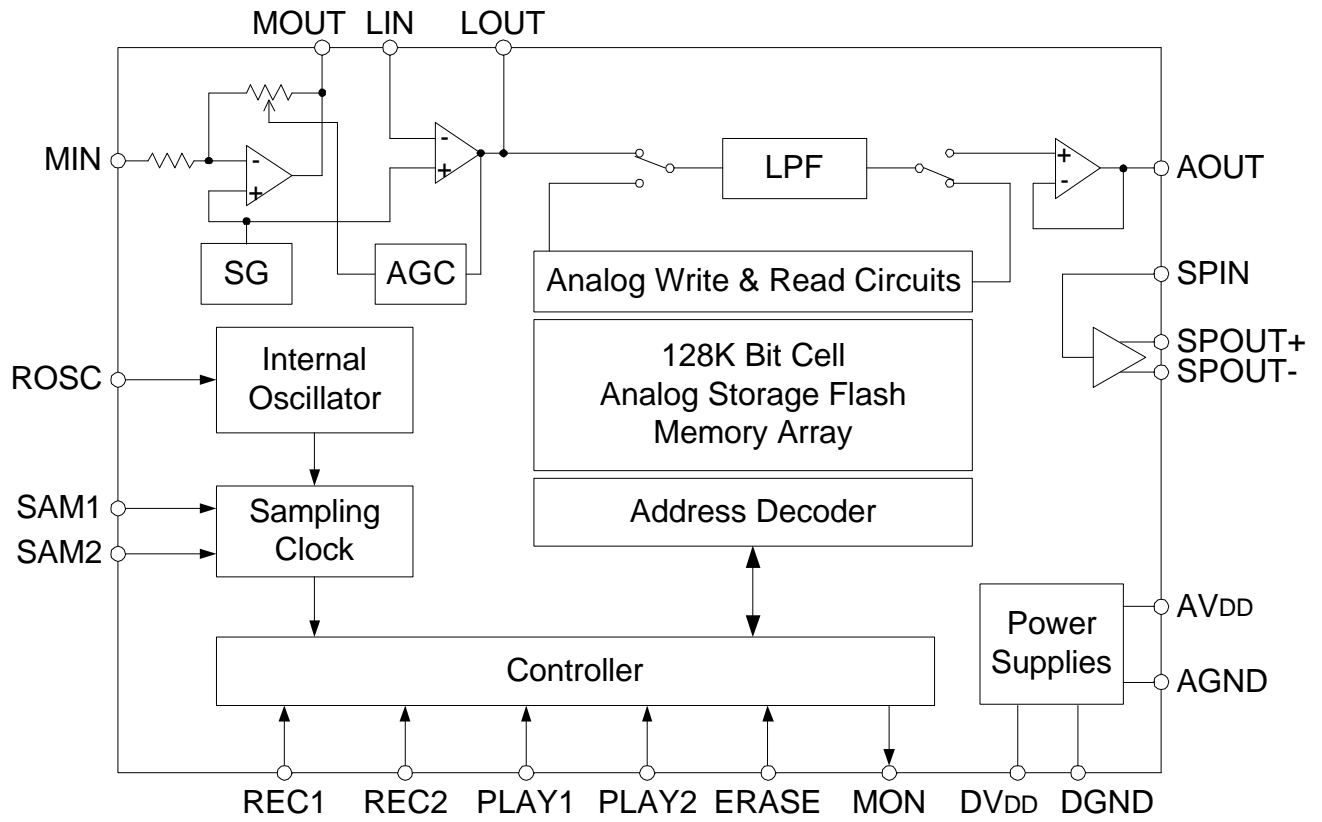 MOUT LIN LOUT
MIN
- +
- +
LPF
+ -
AOUT
SG
AGC
Analog Write & Read Circuits
SPIN
SPOUT+
SPOUT-
ROSC
Internal
Oscillator
128K Bit Cell
Analog Storage Flash
Memory Array
SAM1
SAM2
Sampling
Clock
Address Decoder
Power
Supplies
AVDD
AGND
Controller
REC1 REC2 PLAY1 PLAY2 ERASE MON DVDD DGND